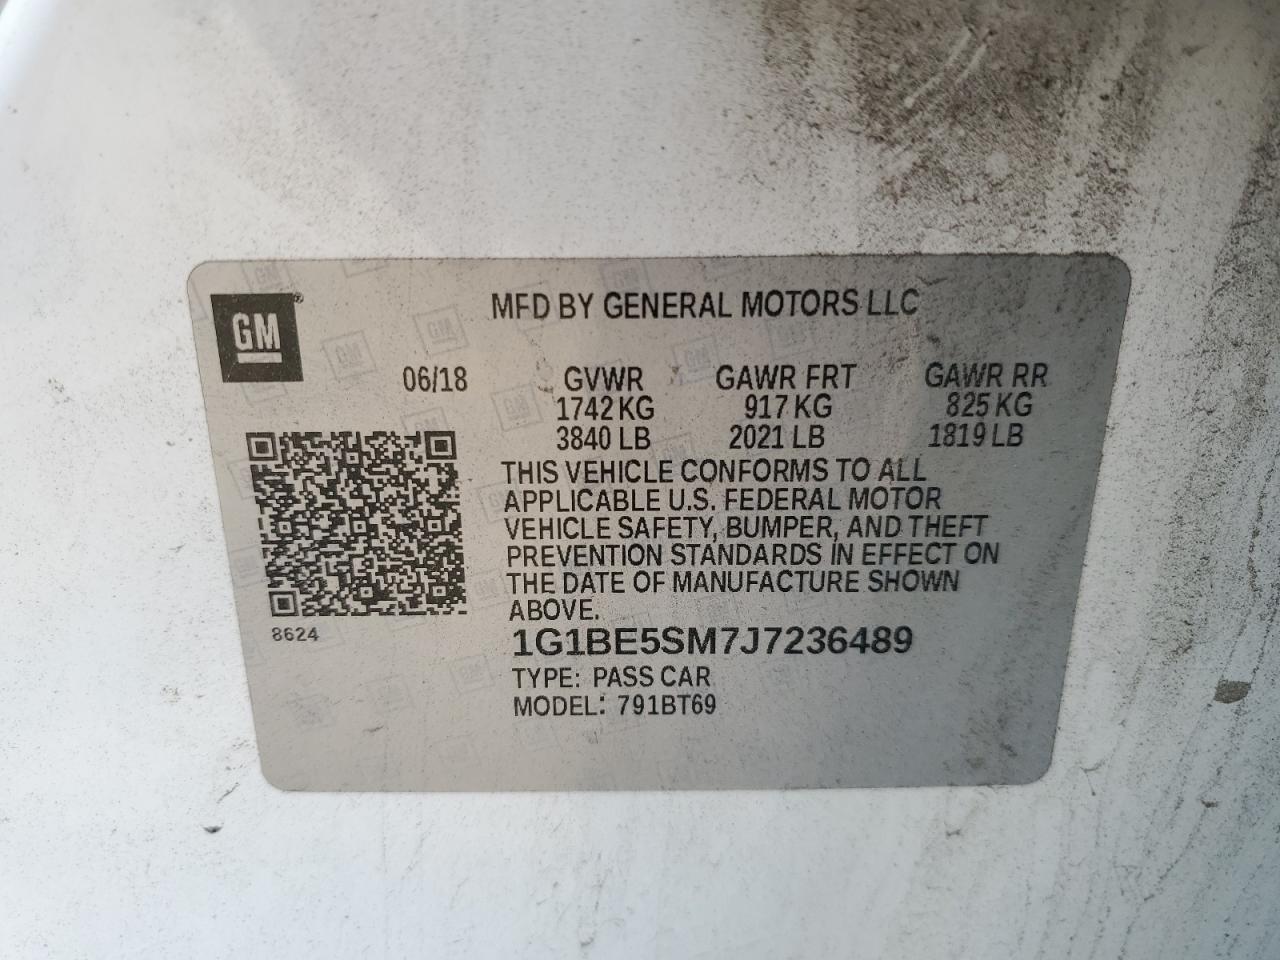 GM®
MFD BY GENERAL MOTORS LLC
06/18 GVWR GAWR FRT GAWR RR
1742 KG 917 KG 825 KG
3840 LB 2021 LB 1819 LB
THIS VEHICLE CONFORMS TO ALL
APPLICABLE U.S. FEDERAL MOTOR
VEHICLE SAFETY, BUMPER, AND THEFT
PREVENTION STANDARDS IN EFFECT ON
THE DATE OF MANUFACTURE SHOWN
ABOVE.
8624
1G1BE5SM7J7236489
TYPE: PASS CAR
MODEL: 791BT69